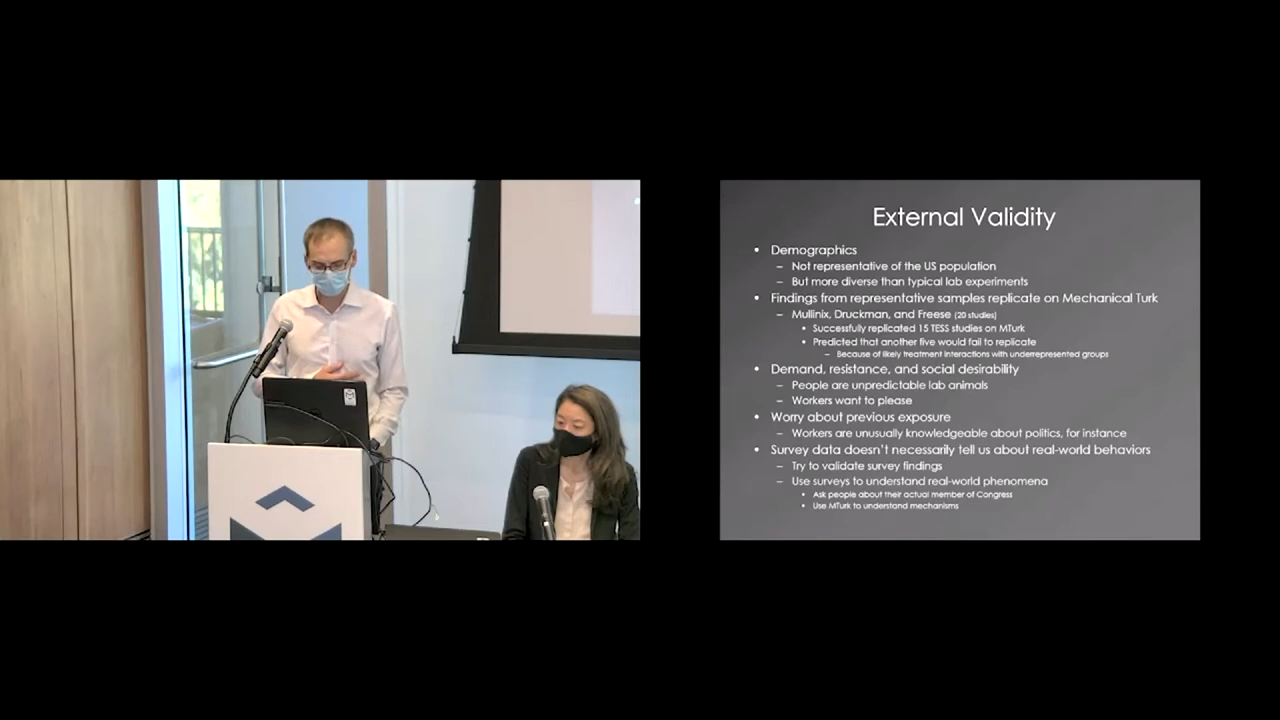 External Validity
• Demographics
– Not representative of the US population
– But more diverse than typical lab experiments
• Findings from representative samples replicate on Mechanical Turk
– Mullinix, Druckman, and Freese (20 studies)
• Successfully replicated 15 TESS studies on MTurk
• Predicted that another five would fail to replicate
– Because of likely treatment interactions with underrepresented groups
• Demand, resistance, and social desirability
– People are unpredictable lab animals
– Workers want to please
• Worry about previous exposure
– Workers are unusually knowledgeable about politics, for instance
• Survey data doesn't necessarily tell us about real-world behaviors
– Try to validate survey findings
– Use surveys to understand real-world phenomena
• Ask people about their actual member of Congress
• Use MTurk to understand mechanisms